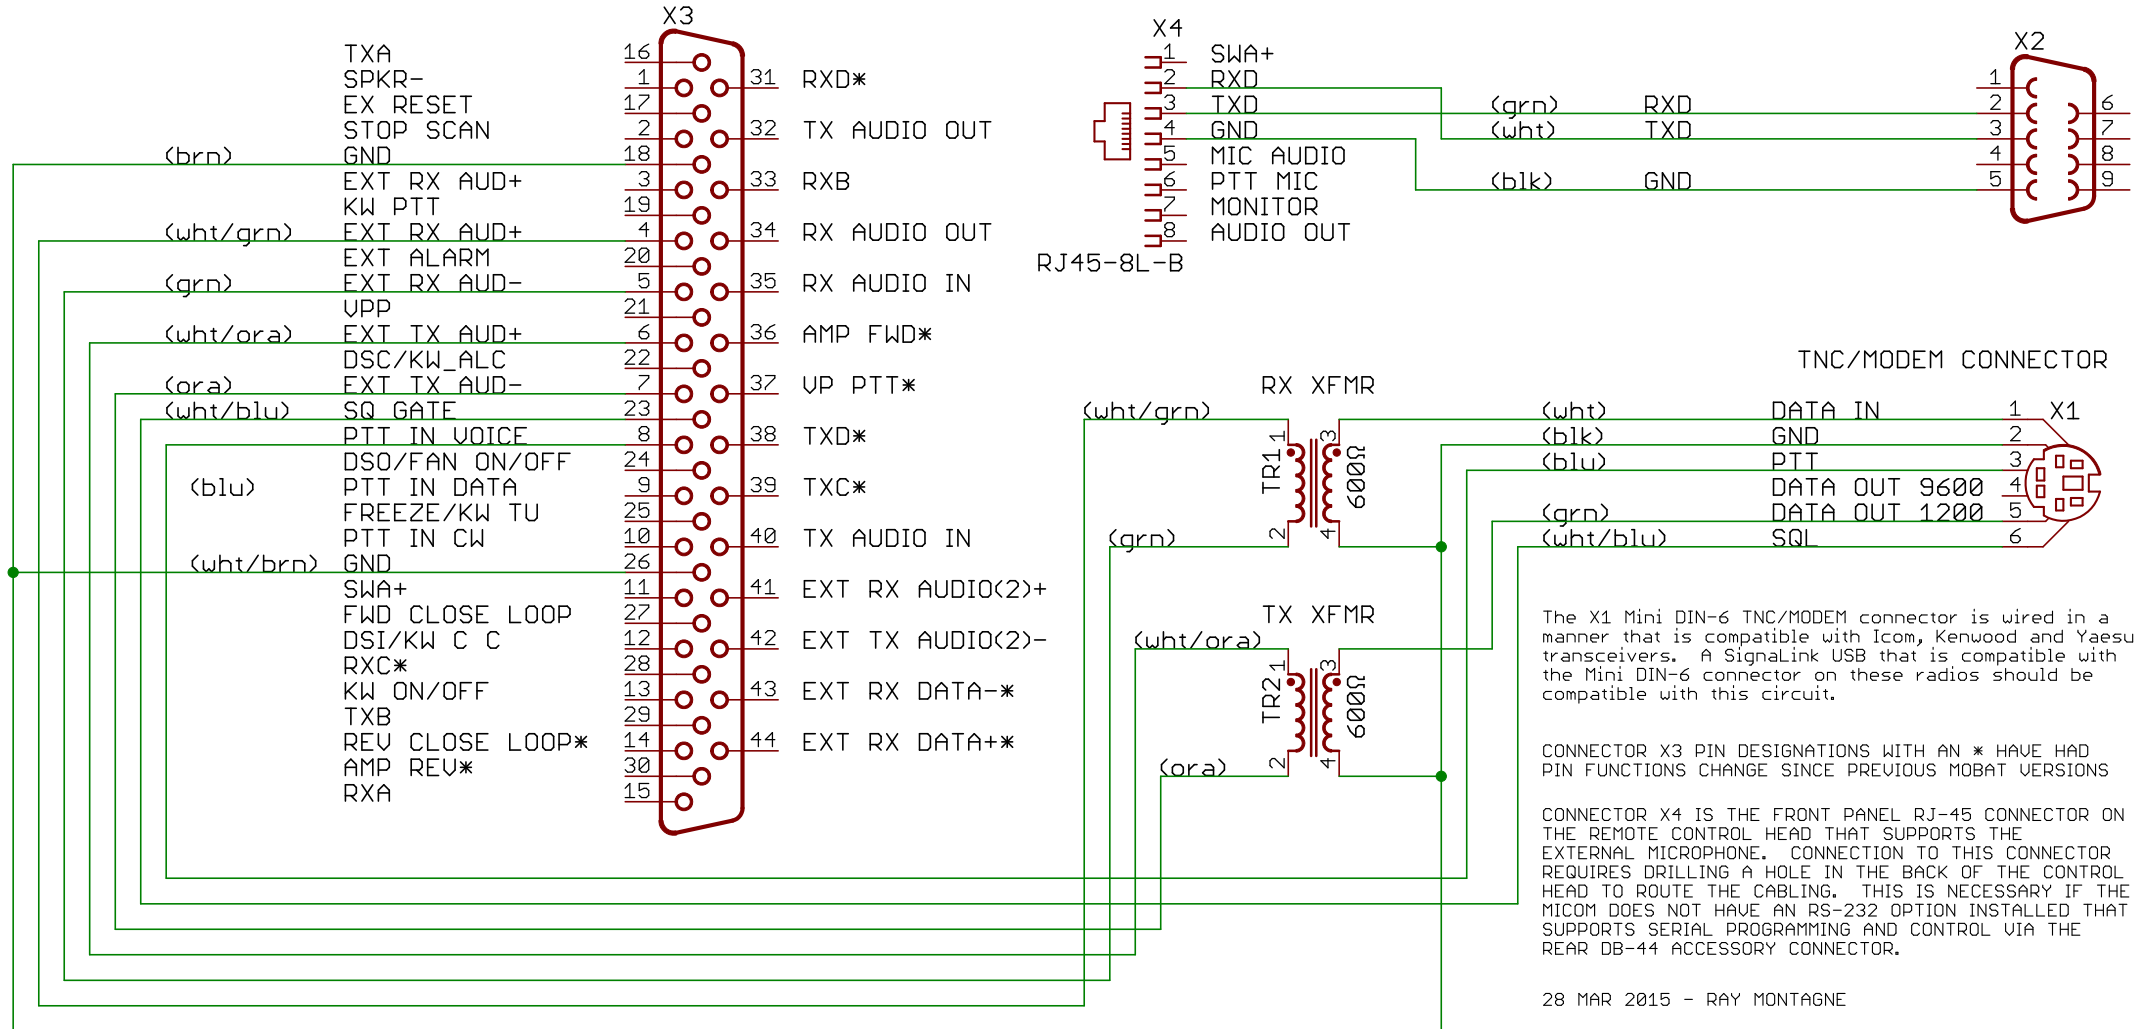 X3
TXA 16
SPKR- 1 31 RXD*
EX RESET 17
STOP SCAN 2 32 TX AUDIO OUT
(brn) GND 18
EXT RX AUD+ 3 33 RXB
KW PTT 19
(wht/grn) EXT RX AUD+ 4 34 RX AUDIO OUT
EXT ALARM 20
(grn) EXT RX AUD- 5 35 RX AUDIO IN
VPP 21
(wht/ora) EXT TX AUD+ 6 36 AMP FWD*
DSC/KW_ALC 22
(ora) EXT TX AUD- 7 37 VP PTT*
(wht/blu) SQ GATE 23
PTT IN VOICE 8 38 TXD*
DSO/FAN ON/OFF 24
(blu) PTT IN DATA 9 39 TXC*
FREEZE/KW TU 25
PTT IN CW 10 40 TX AUDIO IN
(wht/brn) GND 26
SWA+ 11 41 EXT RX AUDIO(2)+
FWD CLOSE LOOP 27
DSI/KW C C 12 42 EXT TX AUDIO(2)-
RXC* 28
KW ON/OFF 13 43 EXT RX DATA-*
TXB 29
REV CLOSE LOOP* 14 44 EXT RX DATA+*
AMP REV* 30
RXA 15
X4
1 SWA+
2 RXD
3 TXD
4 GND
5 MIC AUDIO
6 PTT MIC
7 MONITOR
8 AUDIO OUT
RJ45-8L-B
(grn) RXD
(wht) TXD
(blk) GND
X2
1
2 6
3 7
4 8
5 9
RX XFMR
(wht/grn)
TR1 1 3 600Ω
2 4
(grn)
TX XFMR
(wht/ora)
TR2 1 3 600Ω
2 4
(ora)
TNC/MODEM CONNECTOR
(wht) DATA IN 1 X1
(blk) GND 2
(blu) PTT 3
DATA OUT 9600 4
(grn) DATA OUT 1200 5
(wht/blu) SQL 6
The X1 Mini DIN-6 TNC/MODEM connector is wired in a
manner that is compatible with Icom, Kenwood and Yaesu
transceivers. A SignaLink USB that is compatible with
the Mini DIN-6 connector on these radios should be
compatible with this circuit.
CONNECTOR X3 PIN DESIGNATIONS WITH AN * HAVE HAD
PIN FUNCTIONS CHANGE SINCE PREVIOUS MOBAT VERSIONS
CONNECTOR X4 IS THE FRONT PANEL RJ-45 CONNECTOR ON
THE REMOTE CONTROL HEAD THAT SUPPORTS THE
EXTERNAL MICROPHONE. CONNECTION TO THIS CONNECTOR
REQUIRES DRILLING A HOLE IN THE BACK OF THE CONTROL
HEAD TO ROUTE THE CABLING. THIS IS NECESSARY IF THE
MICOM DOES NOT HAVE AN RS-232 OPTION INSTALLED THAT
SUPPORTS SERIAL PROGRAMMING AND CONTROL VIA THE
REAR DB-44 ACCESSORY CONNECTOR.
28 MAR 2015 - RAY MONTAGNE